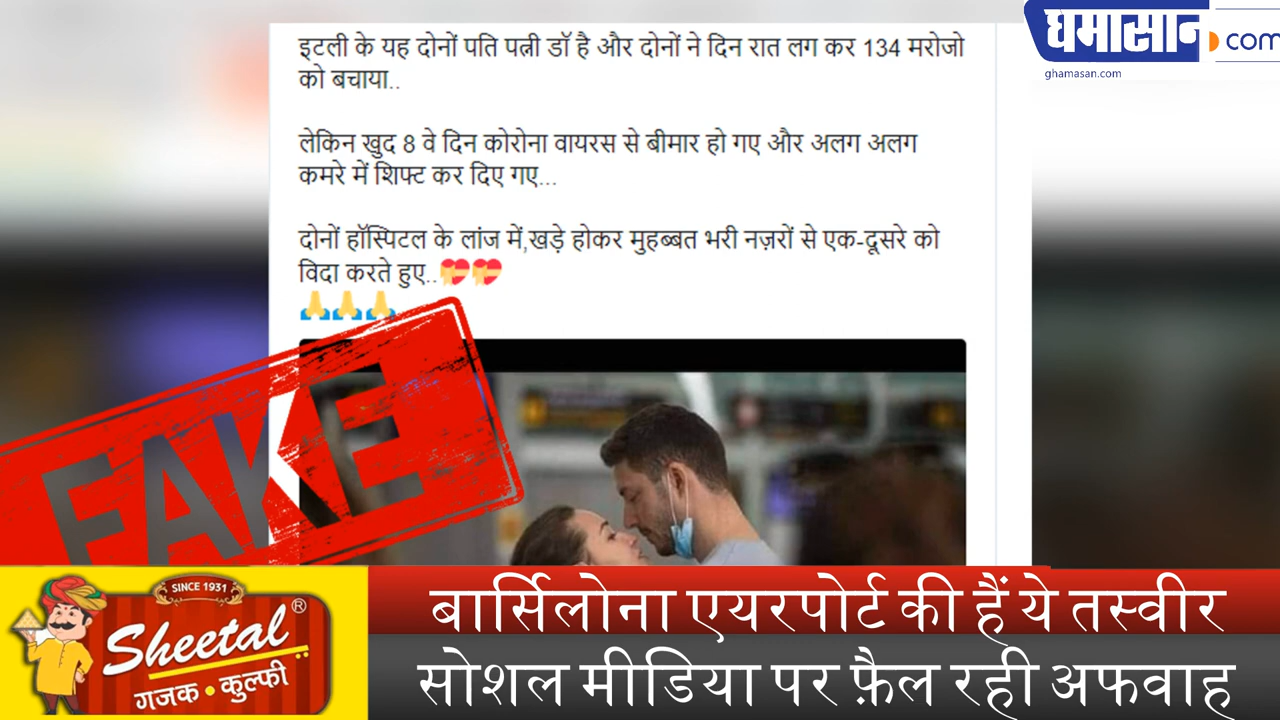 घमासान.com
ghamasan.com
इटली के यह दोनों पति पत्नी डॉ है और दोनों ने दिन रात लग कर 134 मरोजो
को बचाया..
लेकिन खुद 8 वे दिन कोरोना वायरस से बीमार हो गए और अलग अलग
कमरे में शिफ्ट कर दिए गए...
दोनों हॉस्पिटल के लांज में,खड़े होकर मुहब्बत भरी नज़रों से एक-दूसरे को
विदा करते हुए..💝💝
🙏🙏🙏
FAKE
SINCE 1931
Sheetal®
गजक • कुल्फी
बार्सिलोना एयरपोर्ट की हैं ये तस्वीर
सोशल मीडिया पर फ़ैल रही अफवाह